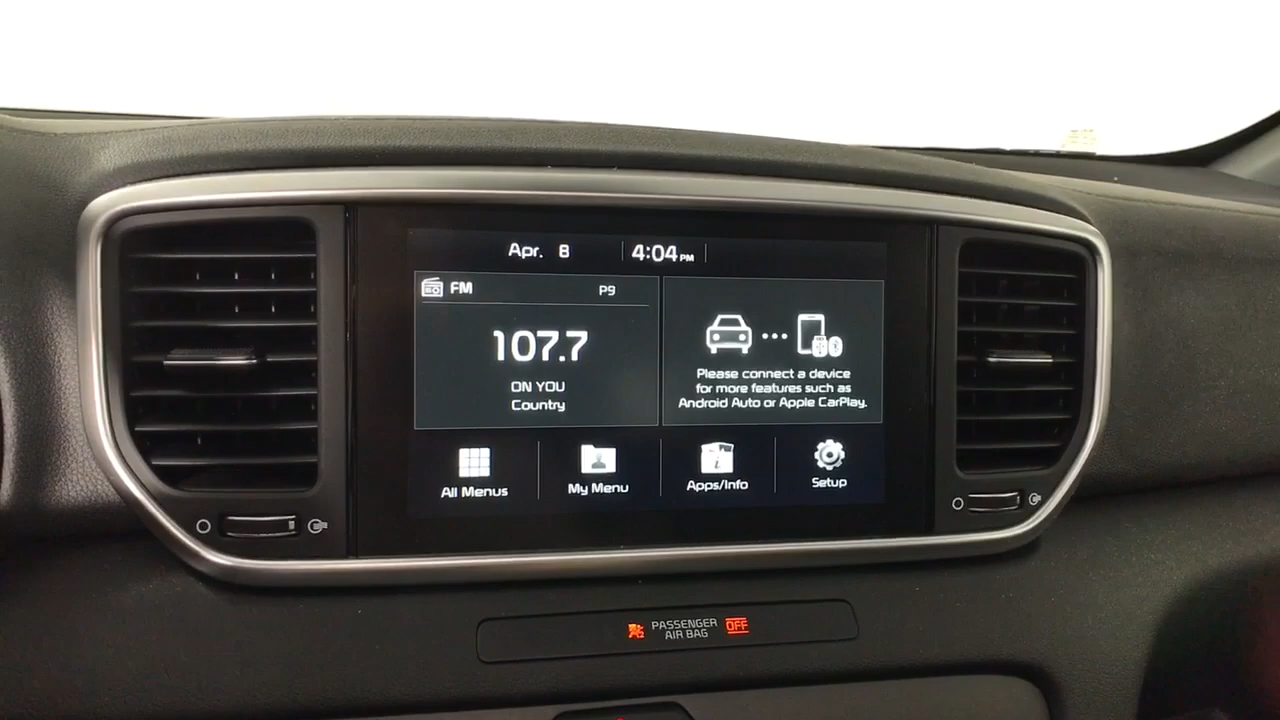 Apr. 8 4:04 PM
FM P9
107.7
ON YOU
Country
Please connect a device
for more features such as
Android Auto or Apple CarPlay.
All Menus My Menu Apps/Info Setup
PASSENGER
AIR BAG
OFF